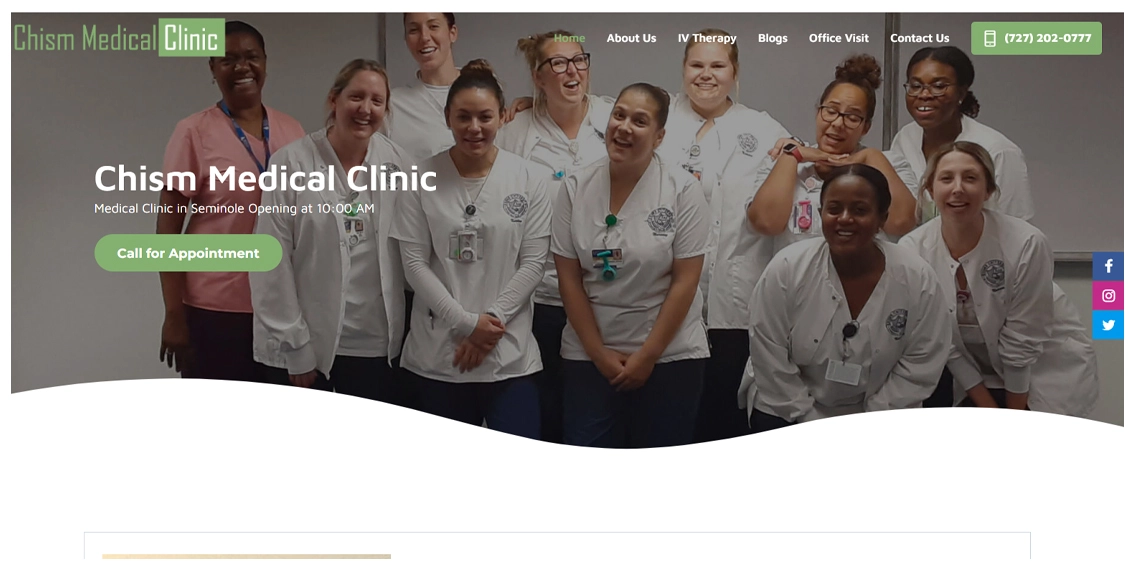 Chism Medical Clinic
Home About Us IV Therapy Blogs Office Visit Contact Us (727) 202-0777
Chism Medical Clinic
Medical Clinic in Seminole Opening at 10:00 AM
Call for Appointment